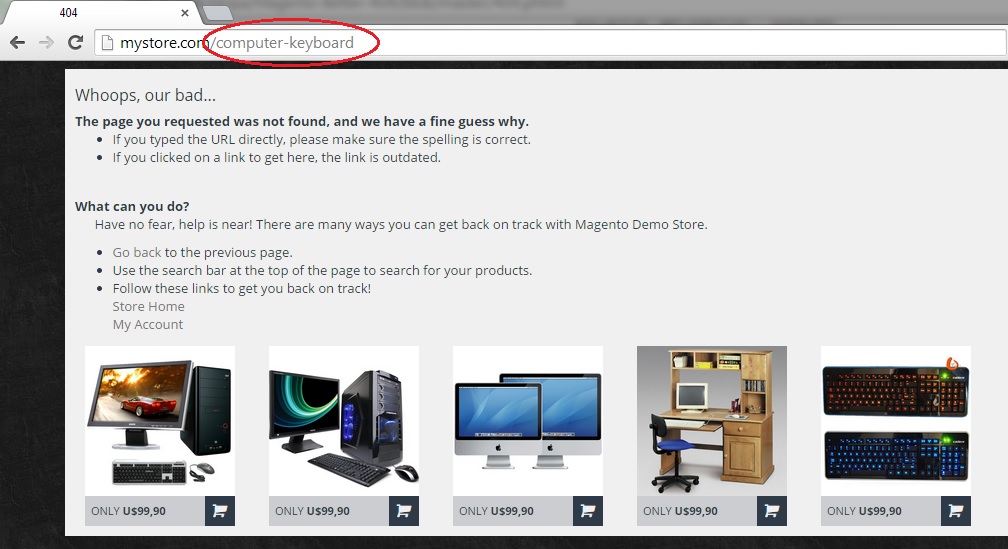 404
mystore.com/computer-keyboard
Whoops, our bad...
The page you requested was not found, and we have a fine guess why.
• If you typed the URL directly, please make sure the spelling is correct.
• If you clicked on a link to get here, the link is outdated.
What can you do?
Have no fear, help is near! There are many ways you can get back on track with Magento Demo Store.
• Go back to the previous page.
• Use the search bar at the top of the page to search for your products.
• Follow these links to get you back on track!
Store Home
My Account
ONLY U$99,90
ONLY U$99,90
ONLY U$99,90
ONLY U$99,90
ONLY U$99,90